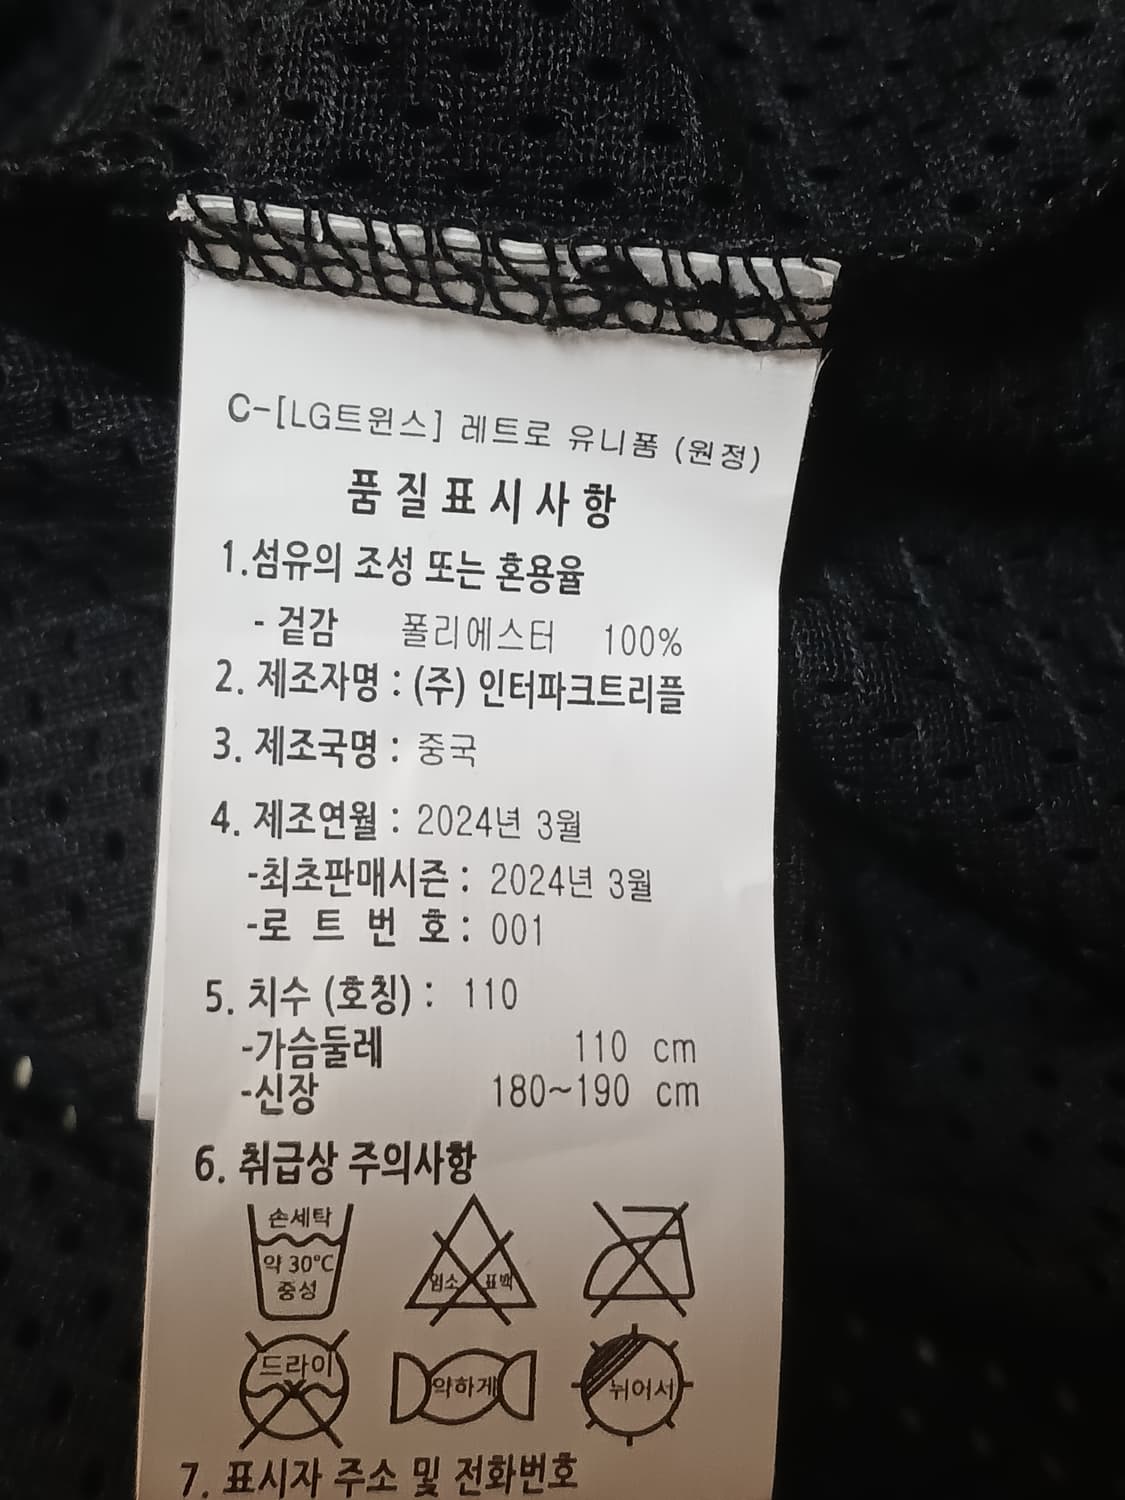 C-[LG트윈스] 레트로 유니폼 (원정)
품질표시사항
1.섬유의 조성 또는 혼용율
- 겉감 폴리에스터 100%
2. 제조자명 : (주) 인터파크트리플
3. 제조국명 : 중국
4. 제조연월 : 2024년 3월
-최초판매시즌 : 2024년 3월
-로 트 번 호 : 001
5. 치수 (호칭) : 110
-가슴둘레 110 cm
-신장 180~190 cm
6. 취급상 주의사항
손세탁
약 30°C
중성
염소 표백
드라이
약하게
뉘어서
7. 표시자 주소 및 전화번호